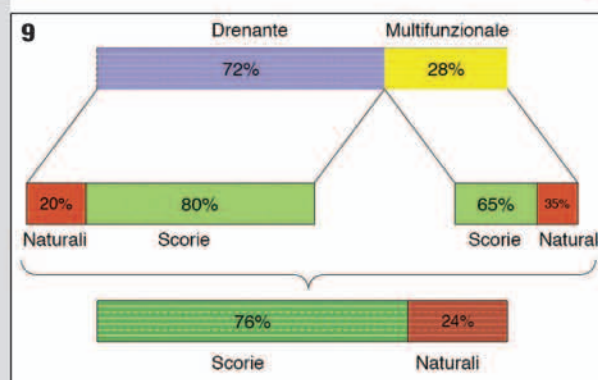 9
Drenante Multifunzionale
72% 28%
20% 80% 65% 35%
Naturali Scorie Scorie Natural
76% 24%
Scorie Naturali